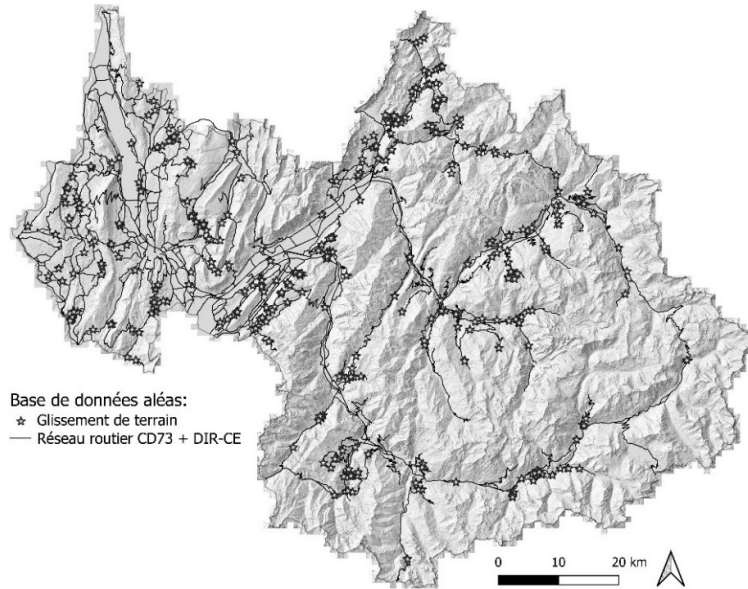 Base de données aléas:
Glissement de terrain
Réseau routier CD73 + DIR-CE
0 10 20 km